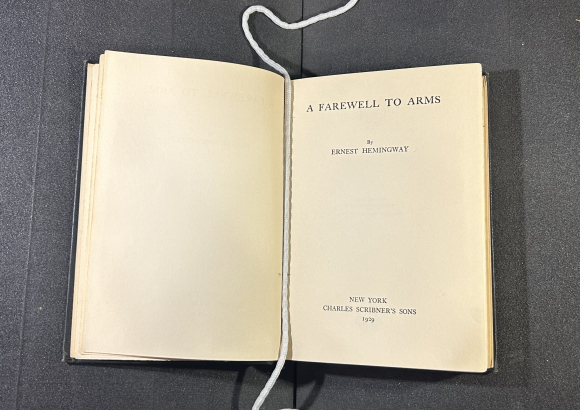 A FAREWELL TO ARMS
By
ERNEST HEMINGWAY
NEW YORK
CHARLES SCRIBNER'S SONS
1929